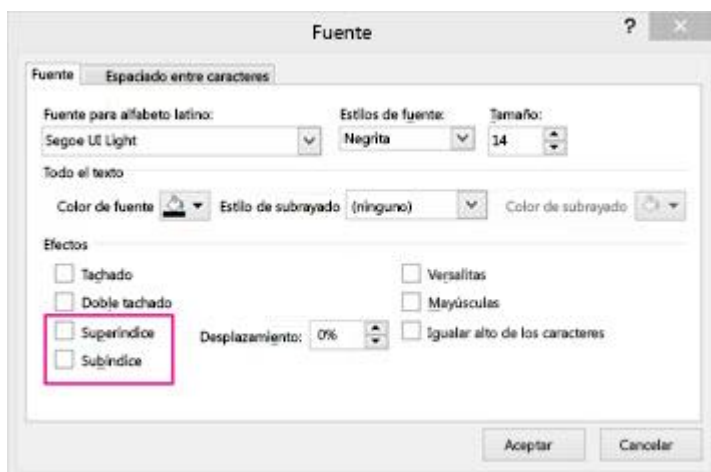 Fuente ?
Fuente Espaciado entre caracteres
Fuente para alfabeto latino: Estilos de fuente: Tamaño:
Segoe UI Light Negrita 14
Todo el texto
Color de fuente Estilo de subrayado (ninguno) Color de subrayado
Efectos
Tachado Versalitas
Doble tachado Mayúsculas
Superíndice Desplazamiento: 0% Igualar alto de los caracteres
Subíndice
Aceptar Cancelar